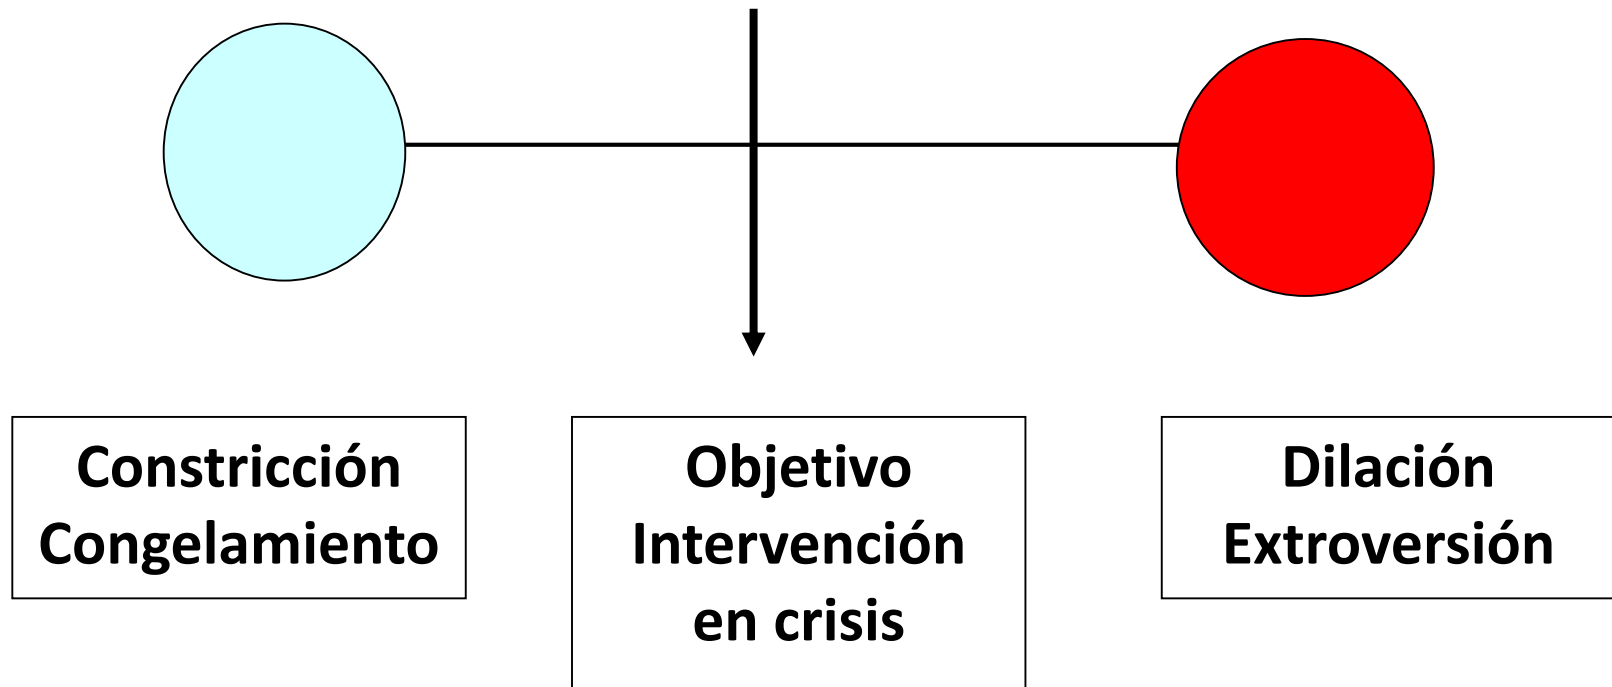 Constricción
Congelamiento
Objetivo
Intervención
en crisis
Dilación
Extroversión